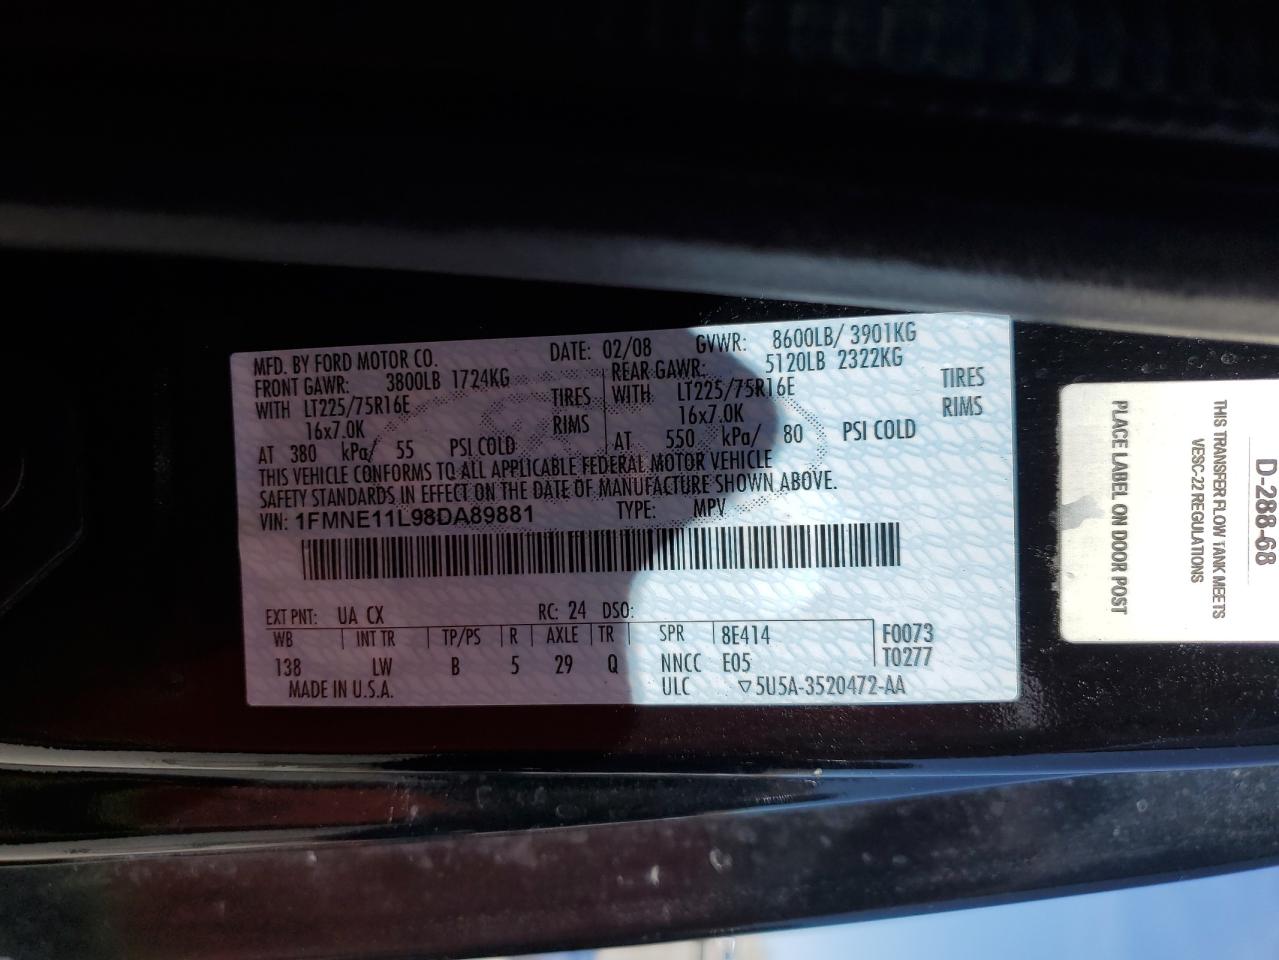 MFD. BY FORD MOTOR CO. DATE: 02/08 GVWR: 8600LB/ 3901KG
FRONT GAWR: 3800LB 1724KG REAR GAWR: 5120LB 2322KG
WITH LT225/75R16E TIRES WITH LT225/75R16E TIRES
16x7.0K RIMS 16x7.0K RIMS
AT 380 kPa/ 55 PSI COLD AT 550 kPa/ 80 PSI COLD
THIS VEHICLE CONFORMS TO ALL APPLICABLE FEDERAL MOTOR VEHICLE
SAFETY STANDARDS IN EFFECT ON THE DATE OF MANUFACTURE SHOWN ABOVE.
VIN: 1FMNE11L98DA89881 TYPE: MPV
EXT PNT: UA CX RC: 24 DSO:
WB INT TR TP/PS R AXLE TR SPR 8E414 F0073
138 LW B 5 29 Q NNCC E05 T0277
MADE IN U.S.A. ULC ▽5U5A-3520472-AA
D-288-68
THIS TRANSFER FLOW TANK MEETS
VESC-22 REGULATIONS
PLACE LABEL ON DOOR POST